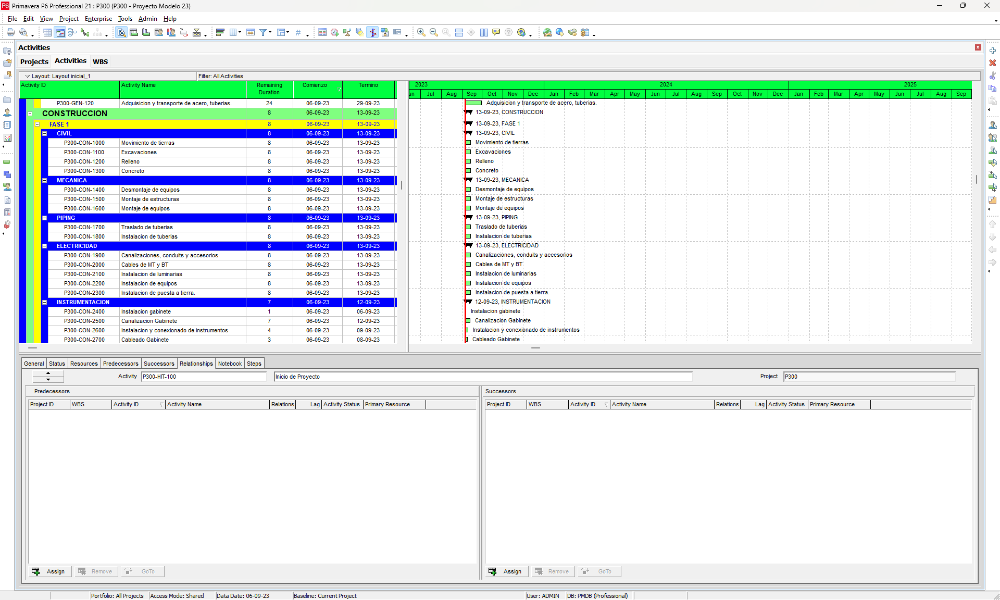 Primavera P6 Professional 21 : P300 (P300 - Proyecto Modelo 23)
File Edit View Project Enterprise Tools Admin Help
Activities
Projects Activities WBS
Layout: Layout inicial_1 Filter: All Activities
Activity ID Activity Name Remaining Duration Comienzo Termino
2023 2024 2025
un Jul Aug Sep Oct Nov Dec Jan Feb Mar Apr May Jun Jul Aug Sep Oct Nov Dec Jan Feb Mar Apr May Jun Jul Aug Sep
P300-GEN-120 Adquisicion y transporte de acero, tuberias. 24 06-09-23 29-09-23 Adquisicion y transporte de acero, tuberias.
CONSTRUCCION 8 06-09-23 13-09-23 13-09-23, CONSTRUCCION
FASE 1 8 06-09-23 13-09-23 13-09-23, FASE 1
CIVIL 8 06-09-23 13-09-23 13-09-23, CIVIL
P300-CON-1000 Movimiento de tierras 8 06-09-23 13-09-23 Movimiento de tierras
P300-CON-1100 Excavaciones 8 06-09-23 13-09-23 Excavaciones
P300-CON-1200 Relleno 8 06-09-23 13-09-23 Relleno
P300-CON-1300 Concreto 8 06-09-23 13-09-23 Concreto
MECANICA 8 06-09-23 13-09-23 13-09-23, MECANICA
P300-CON-1400 Desmontaje de equipos 8 06-09-23 13-09-23 Desmontaje de equipos
P300-CON-1500 Montaje de estructuras 8 06-09-23 13-09-23 Montaje de estructuras
P300-CON-1600 Montaje de equipos 8 06-09-23 13-09-23 Montaje de equipos
PIPING 8 06-09-23 13-09-23 13-09-23, PIPING
P300-CON-1700 Traslado de tuberias 8 06-09-23 13-09-23 Traslado de tuberias
P300-CON-1800 Instalacion de tuberias 8 06-09-23 13-09-23 Instalacion de tuberias
ELECTRICIDAD 8 06-09-23 13-09-23 13-09-23, ELECTRICIDAD
P300-CON-1900 Canalizaciones, conduits y accesorios 8 06-09-23 13-09-23 Canalizaciones, conduits y accesorios
P300-CON-2000 Cables de MT y BT 8 06-09-23 13-09-23 Cables de MT y BT
P300-CON-2100 Instalacion de luminarias 8 06-09-23 13-09-23 Instalacion de luminarias
P300-CON-2200 Instalacion de equipos 8 06-09-23 13-09-23 Instalacion de equipos
P300-CON-2300 Instalacion de puesta a tierra. 8 06-09-23 13-09-23 Instalacion de puesta a tierra.
INSTRUMENTACION 7 06-09-23 12-09-23 12-09-23, INSTRUMENTACION
P300-CON-2400 Instalacion gabinete 1 06-09-23 06-09-23 Instalacion gabinete
P300-CON-2500 Canalizacion Gabinete 7 06-09-23 12-09-23 Canalizacion Gabinete
P300-CON-2600 Instalacion y conexionado de instrumentos 4 06-09-23 09-09-23 Instalacion y conexionado de instrumentos
P300-CON-2700 Cableado Gabinete 3 06-09-23 08-09-23 Cableado Gabinete
General Status Resources Predecessors Successors Relationships Notebook Steps
Activity P300-HIT-100 Inicio de Proyecto Project P300
Predecessors Successors
Project ID WBS Activity ID Activity Name Relations Lag Activity Status Primary Resource Project ID WBS Activity ID Activity Name Relations Lag Activity Status Primary Resource
Assign Remove GoTo Assign Remove GoTo
Portfolio: All Projects Access Mode: Shared Data Date: 06-09-23 Baseline: Current Project User: ADMIN DB: PMDB (Professional)